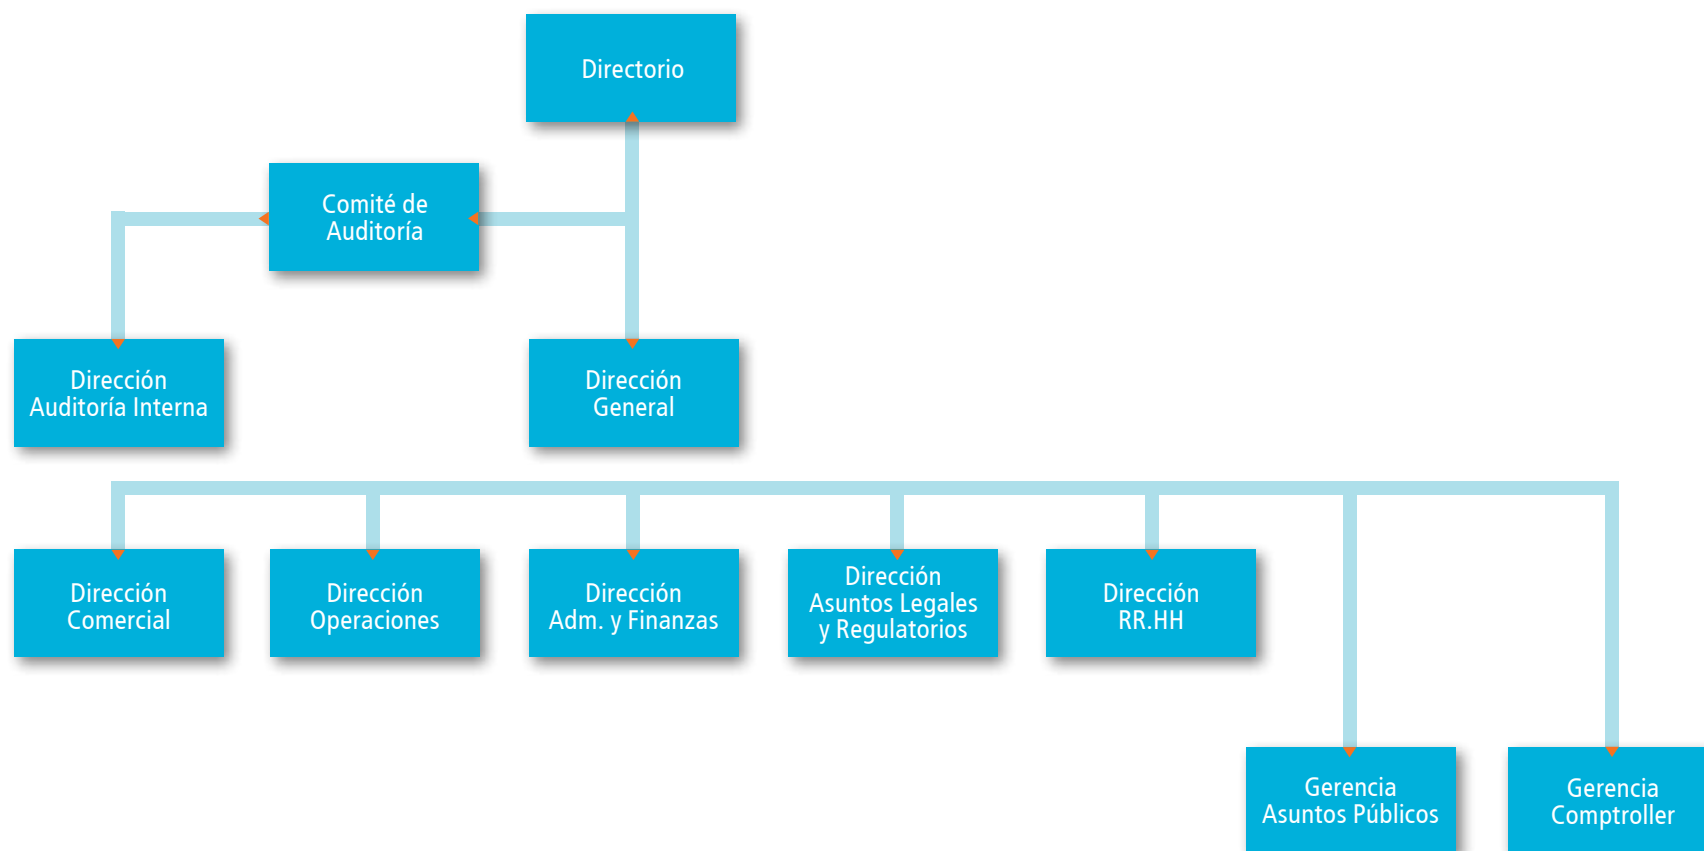 Directorio
Comité de
Auditoría
Dirección
Auditoría Interna
Dirección
General
Dirección
Comercial
Dirección
Operaciones
Dirección
Adm. y Finanzas
Dirección
Asuntos Legales
y Regulatorios
Dirección
RR.HH
Gerencia
Asuntos Públicos
Gerencia
Comptroller